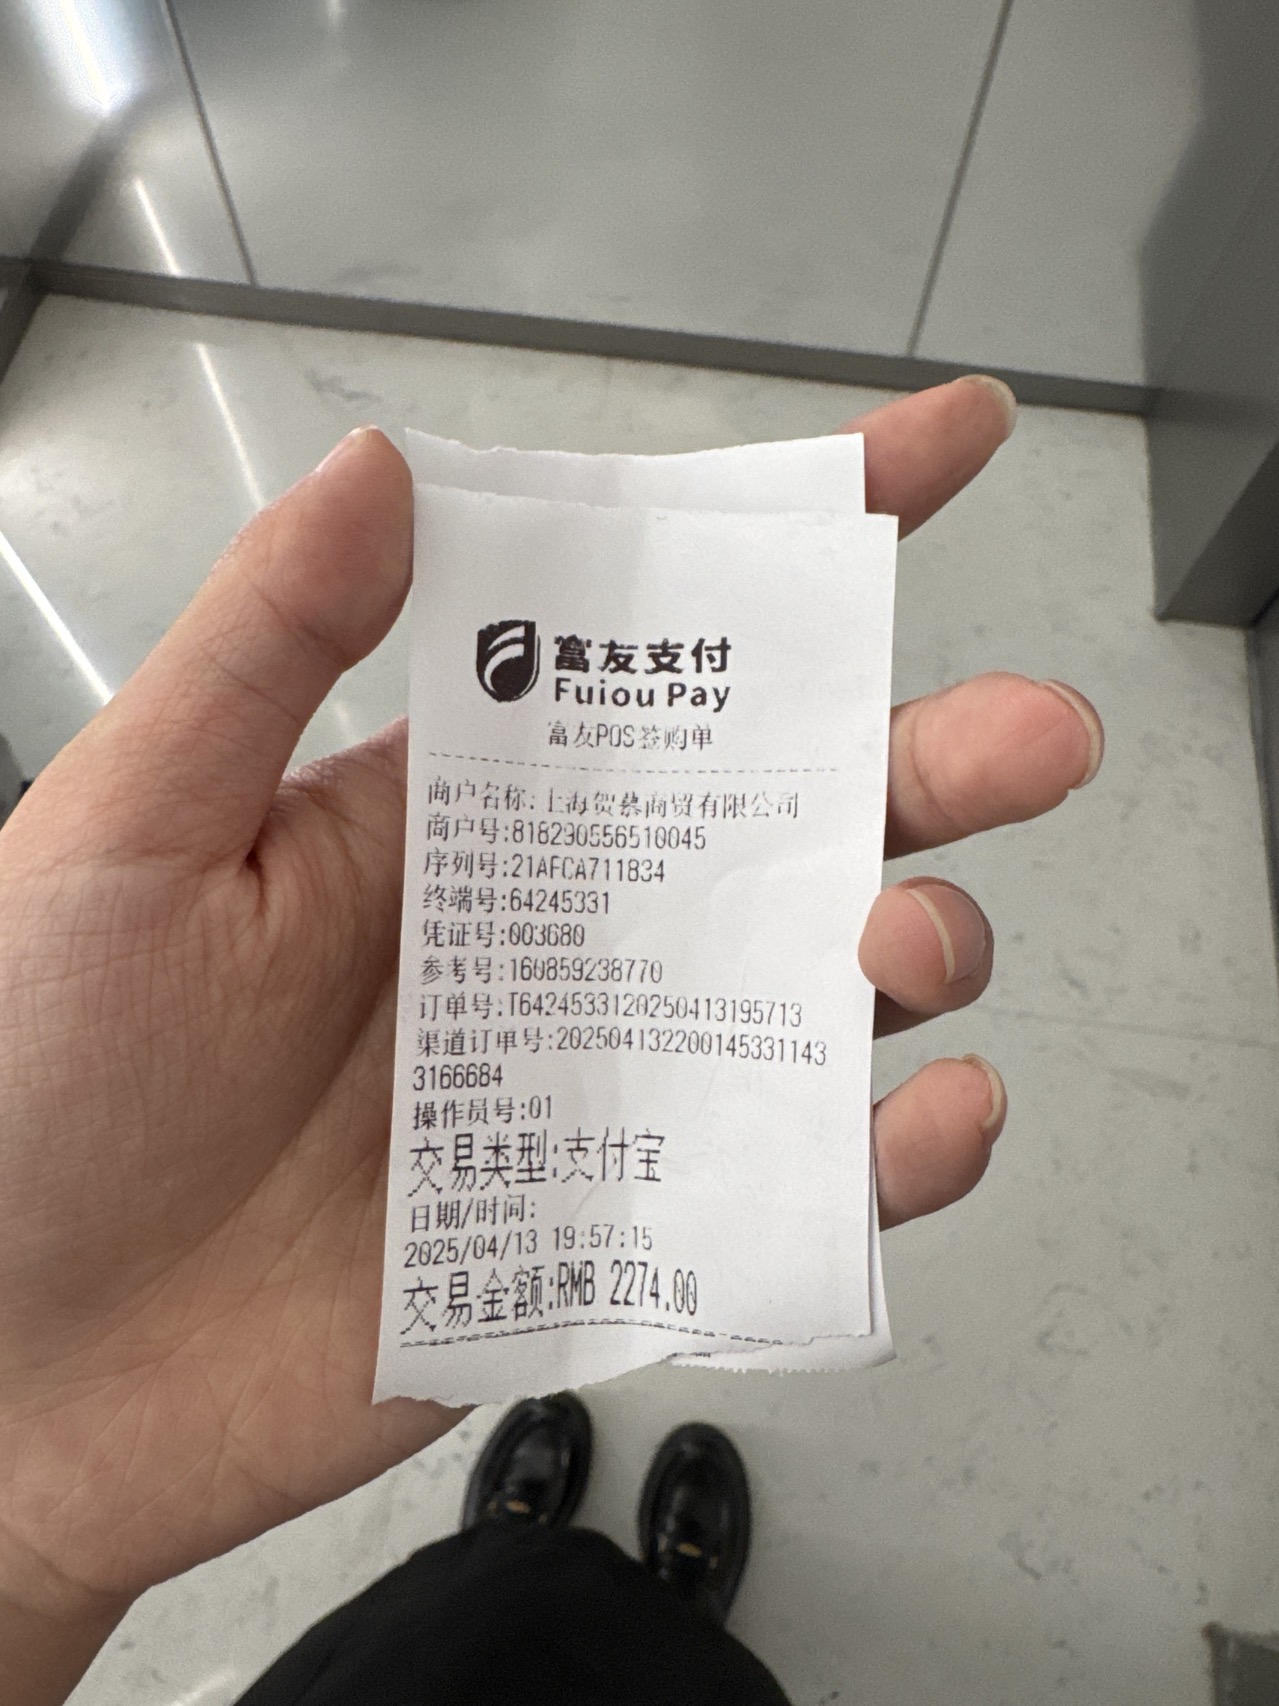 富友支付
Fuiou Pay
富友POS签购单
商户名称:上海贺慕商贸有限公司
商户号:818290556510045
序列号:21AFCA711834
终端号:64245331
凭证号:003680
参考号:160859238770
订单号:T6424533120250413195713
渠道订单号:202504132200145331143
3166684
操作员号:01
交易类型:支付宝
日期/时间:
2025/04/13 19:57:15
交易金额:RMB 2274.00